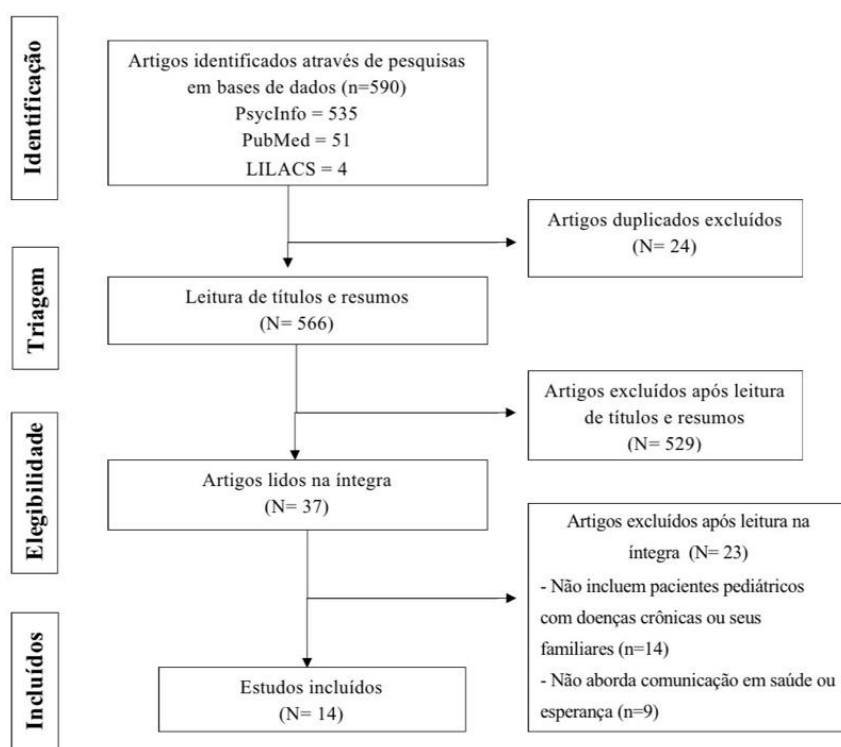 Identificação
Artigos identificados através de pesquisas
em bases de dados (n=590)
PsycInfo = 535
PubMed = 51
LILACS = 4
Artigos duplicados excluídos
(N= 24)
Triagem
Leitura de títulos e resumos
(N= 566)
Artigos excluídos após leitura
de títulos e resumos
(N= 529)
Elegibilidade
Artigos lidos na íntegra
(N= 37)
Artigos excluídos após leitura na
íntegra (N= 23)
- Não incluem pacientes pediátricos
com doenças crônicas ou seus
familiares (n=14)
- Não aborda comunicação em saúde ou
esperança (n=9)
Incluídos
Estudos incluídos
(N= 14)